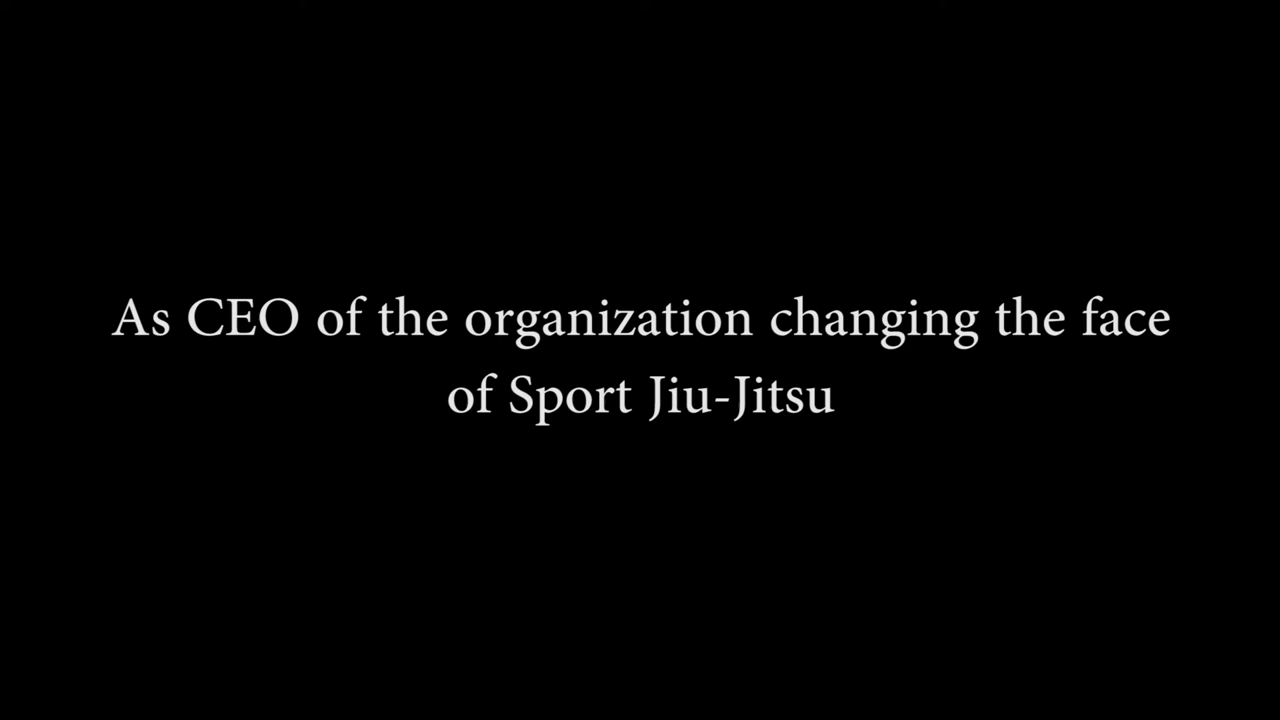 As CEO of the organization changing the face
of Sport Jiu-Jitsu